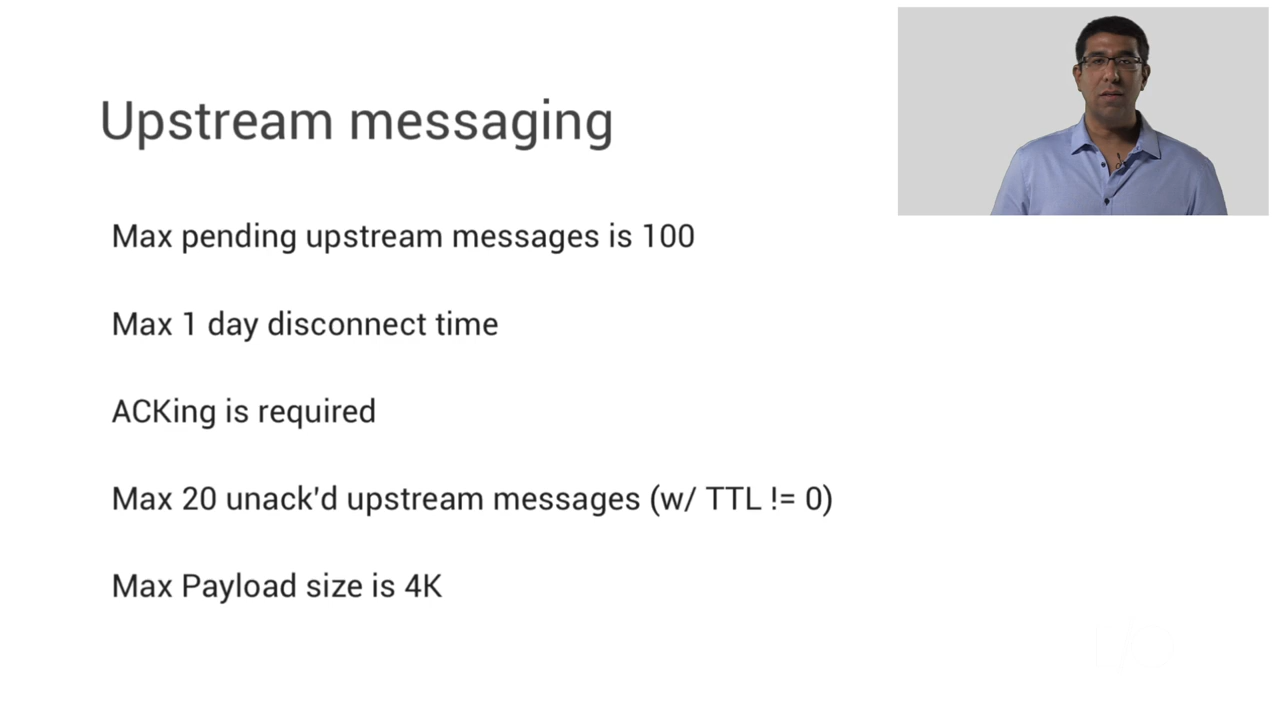 Upstream messaging
Max pending upstream messages is 100
Max 1 day disconnect time
ACKing is required
Max 20 unack'd upstream messages (w/ TTL != 0)
Max Payload size is 4K